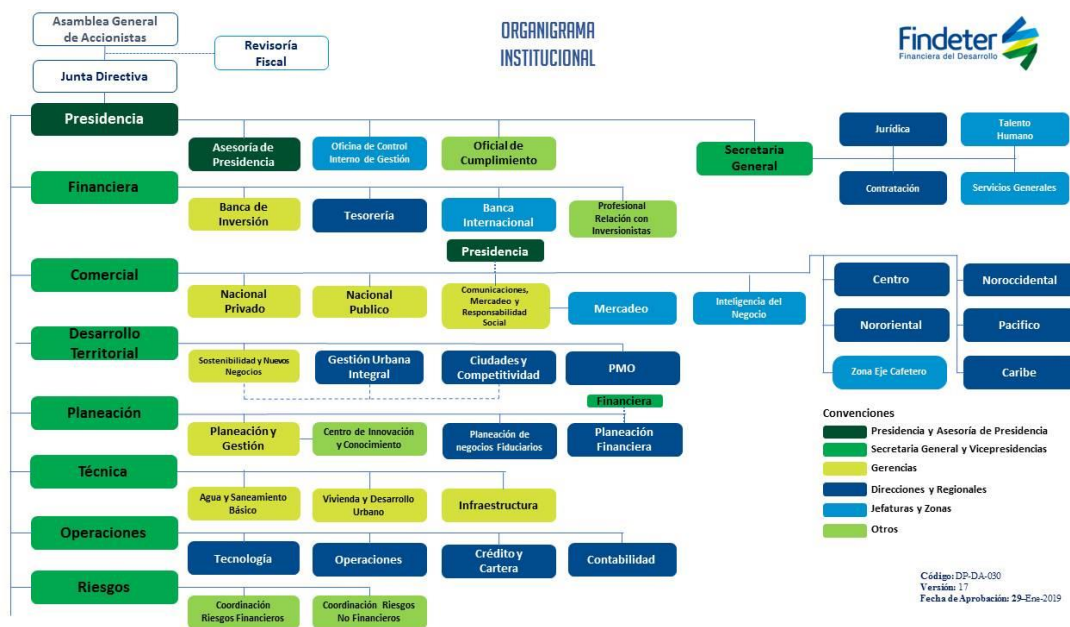 Asamblea General
de Accionistas
ORGANIGRAMA
INSTITUCIONAL
Findeter
Financiera del Desarrollo
Revisoría
Fiscal
Junta Directiva
Presidencia
Asesoría de
Presidencia
Oficina de Control
Interno de Gestión
Oficial de
Cumplimiento
Secretaria
General
Jurídica
Talento
Humano
Contratación
Servicios Generales
Financiera
Banca de
Inversión
Tesorería
Banca
Internacional
Profesional
Relación con
Inversionistas
Presidencia
Comercial
Nacional
Privado
Nacional
Publico
Comunicaciones,
Mercadeo y
Responsabilidad
Social
Mercadeo
Inteligencia del
Negocio
Centro
Noroccidental
Nororiental
Pacifico
Zona Eje Cafetero
Caribe
Desarrollo
Territorial
Sostenibilidad y Nuevos
Negocios
Gestión Urbana
Integral
Ciudades y
Competitividad
PMO
Financiera
Planeación
Planeación y
Gestión
Centro de Innovación
y Conocimiento
Planeación de
negocios Fiduciarios
Planeación
Financiera
Técnica
Agua y Saneamiento
Básico
Vivienda y Desarrollo
Urbano
Infraestructura
Operaciones
Tecnología
Operaciones
Crédito y
Cartera
Contabilidad
Riesgos
Coordinación
Riesgos Financieros
Coordinación Riesgos
No Financieros
Convenciones
Presidencia y Asesoría de Presidencia
Secretaria General y Vicepresidencias
Gerencias
Direcciones y Regionales
Jefaturas y Zonas
Otros
Código: DP-DA-030
Versión: 17
Fecha de Aprobación: 29-Ene-2019